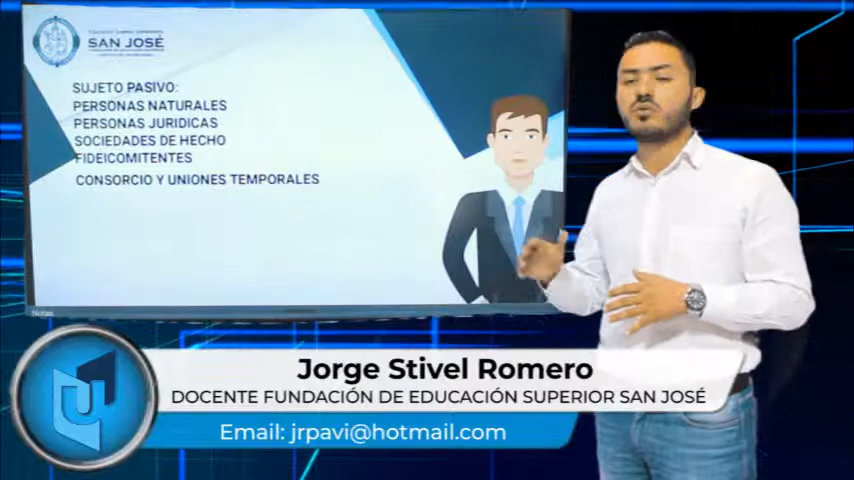 SAN JOSÉ
SUJETO PASIVO:
PERSONAS NATURALES
PERSONAS JURIDICAS
SOCIEDADES DE HECHO
FIDEICOMITENTES
CONSORCIO Y UNIONES TEMPORALES
Jorge Stivel Romero
DOCENTE FUNDACIÓN DE EDUCACIÓN SUPERIOR SAN JOSÉ
Email: jrpavi@hotmail.com